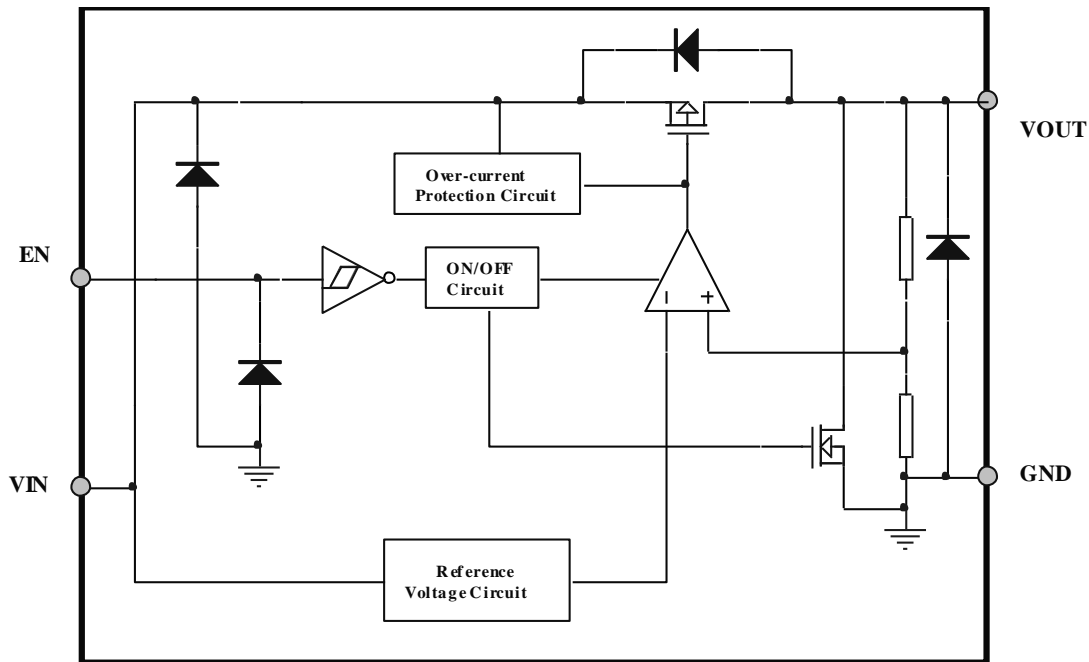 VOUT
Over-current
Protection Circuit
EN
ON/OFF
Circuit
VIN
GND
Reference
Voltage Circuit